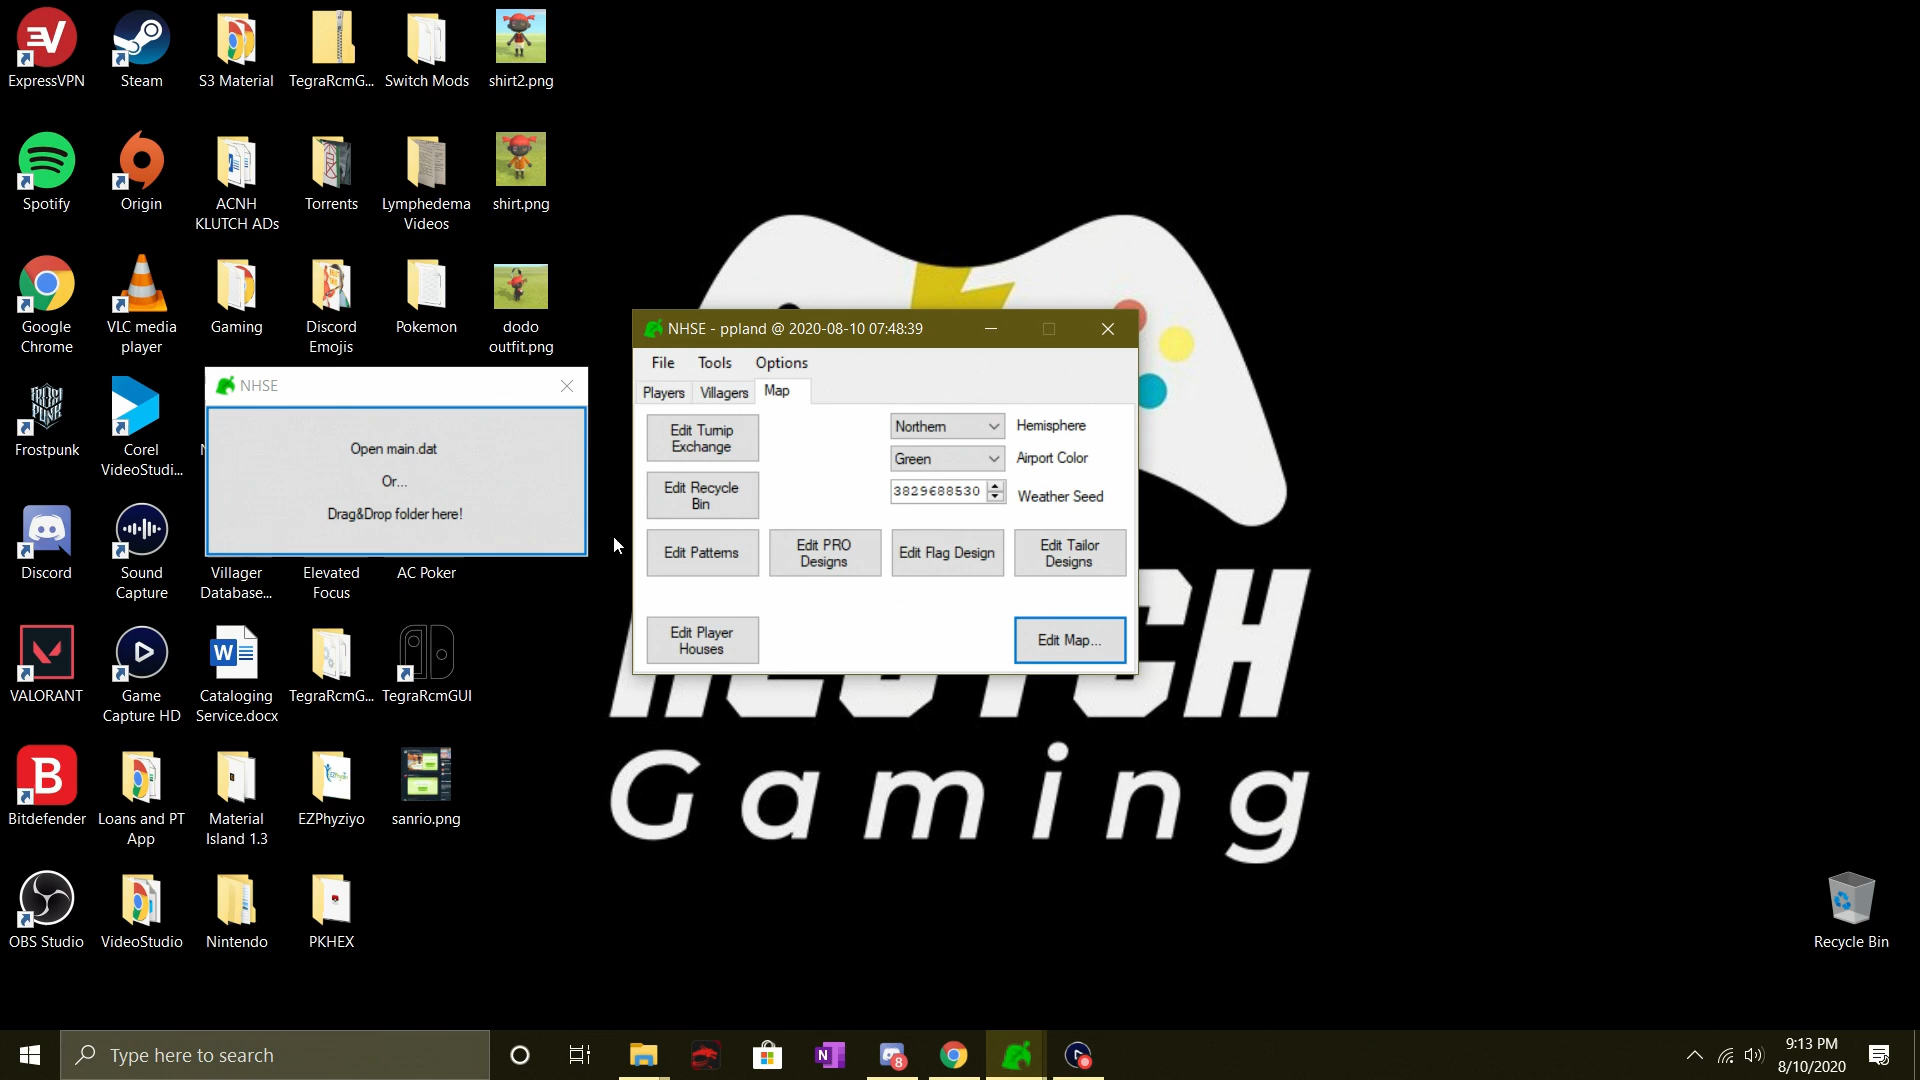 ExpressVPN
Steam
S3 Material
TegraRcmG...
Switch Mods
shirt2.png
Spotify
Origin
ACNH
KLUTCH ADs
Torrents
Lymphedema
Videos
shirt.png
Google
Chrome
VLC media
player
Gaming
Discord
Emojis
Pokemon
dodo
outfit.png
Frostpunk
Corel
VideoStudi...
NHSE
Open main.dat
Or...
Drag&Drop folder here!
NHSE - ppland @ 2020-08-10 07:48:39
File Tools Options
Players Villagers Map
Edit Turnip
Exchange
Northern Hemisphere
Green Airport Color
Edit Recycle
Bin
3829688530 Weather Seed
Edit Patterns
Edit PRO
Designs
Edit Flag Design
Edit Tailor
Designs
Edit Player
Houses
Edit Map...
Discord
Sound
Capture
Villager
Database...
Elevated
Focus
AC Poker
VALORANT
Game
Capture HD
Cataloging
Service.docx
TegraRcmG...
TegraRcmGUI
Gaming
Bitdefender
Loans and PT
App
Material
Island 1.3
EZPhyziyo
sanrio.png
OBS Studio
VideoStudio
Nintendo
PKHEX
Recycle Bin
Type here to search
8
9:13 PM
8/10/2020